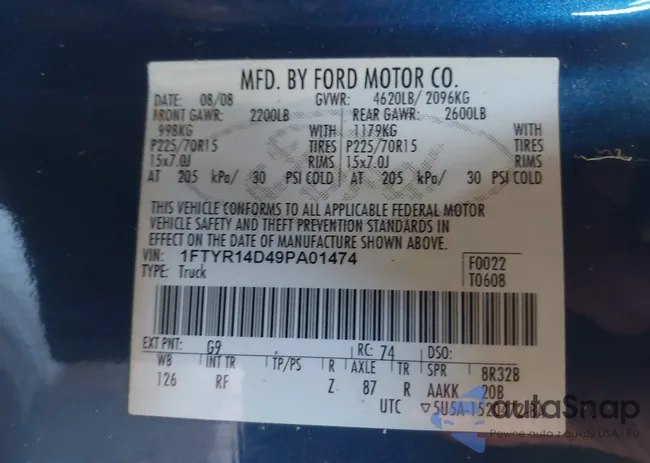 MFD. BY FORD MOTOR CO.
DATE: 08/08 GVWR: 4620LB/ 2096KG
FRONT GAWR: 2200LB REAR GAWR: 2600LB
998KG WITH 1179KG WITH
P225/70R15 TIRES P225/70R15 TIRES
15x7.0J RIMS 15x7.0J RIMS
AT 205 kPa/ 30 PSI COLD AT 205 kPa/ 30 PSI COLD
THIS VEHICLE CONFORMS TO ALL APPLICABLE FEDERAL MOTOR
VEHICLE SAFETY AND THEFT PREVENTION STANDARDS IN
EFFECT ON THE DATE OF MANUFACTURE SHOWN ABOVE.
VIN: 1FTYR14D49PA01474 F0022
TYPE: Truck T0608
EXT PNT: G9 RC: 74 DSO:
WB INT TR TP/PS R AXLE TR SPR 8R32B
126 RF Z 87 R AAKK 20B
UTC
autoSnap
Pewne auta z aukcji USA i EU